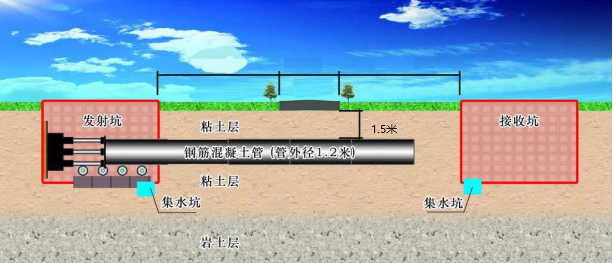 发射坑
粘土层
1.5米
接收坑
钢筋混凝土管 (管外径1.2米)
粘土层
集水坑
集水坑
岩土层